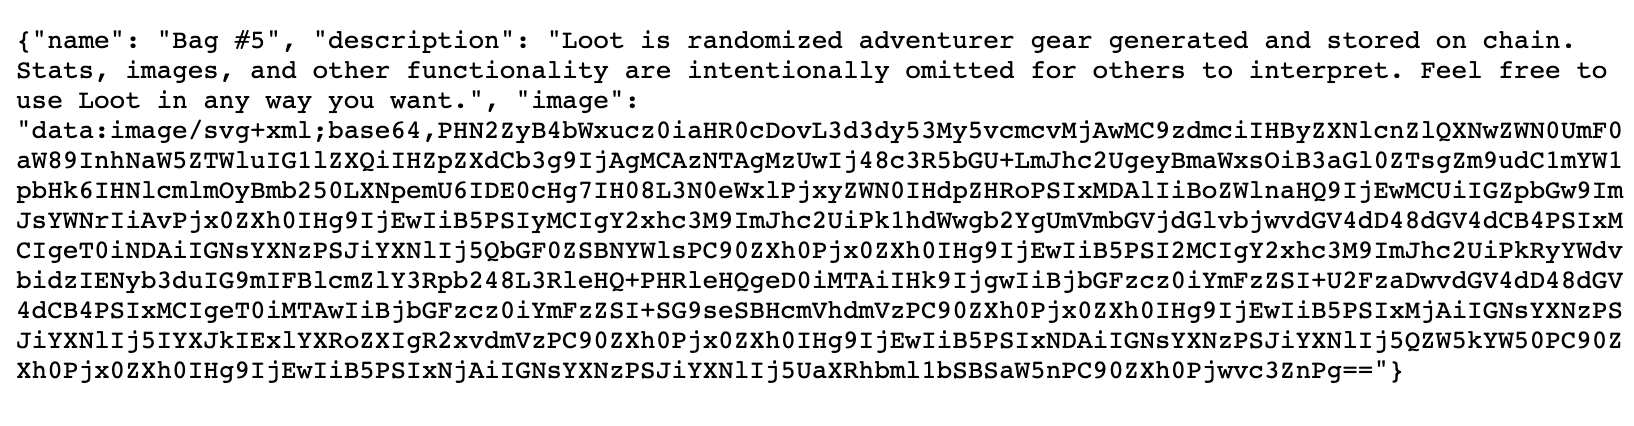 {"name": "Bag #5", "description": "Loot is randomized adventurer gear generated and stored on chain.
Stats, images, and other functionality are intentionally omitted for others to interpret. Feel free to
use Loot in any way you want.", "image":
"data:image/svg+xml;base64,PHN2ZyB4bWxucz0iaHR0cDovL3d3dy53My5vcmcvMjAwMC9zdmciIHByZXNlcnZlQXNwZWN0UmF0
aW89InhNaW5ZTWluIG1lZXQiIHZpZXdCb3g9IjAgMCAzNTAgMzUwIj48c3R5bGU+LmJhc2UgeyBmaWxsOiB3aGl0ZTsgZm9udC1mYW1
pbHk6IHNlcmlmOyBmb250LXNpemU6IDE0cHg7IH08L3N0eWxlPjxyZWN0IHdpZHRoPSIxMDAlIiBoZWlnaHQ9IjEwMCUiIGZpbGw9Im
JsYWNrIiAvPjx0ZXh0IHg9IjEwIiB5PSIyMCIgY2xhc3M9ImJhc2UiPk1hdWwgb2YgUmVmbGVjdGlvbjwvdGV4dD48dGV4dCB4PSIxM
CIgeT0iNDAiIGNsYXNzPSJiYXNlIj5QbGF0ZSBNYWlsPC90ZXh0Pjx0ZXh0IHg9IjEwIiB5PSI2MCIgY2xhc3M9ImJhc2UiPkRyYWdv
bidzIENyb3duIG9mIFBlcmZlY3Rpb248L3RleHQ+PHRleHQgeD0iMTAiIHk9IjgwIiBjbGFzcz0iYmFzZSI+U2FzaDwvdGV4dD48dGV
4dCB4PSIxMCIgeT0iMTAwIiBjbGFzcz0iYmFzZSI+SG9seSBHcmVhdmVzPC90ZXh0Pjx0ZXh0IHg9IjEwIiB5PSIxMjAiIGNsYXNzPS
JiYXNlIj5IYXJkIExlYXRoZXIgR2xvdmVzPC90ZXh0Pjx0ZXh0IHg9IjEwIiB5PSIxNDAiIGNsYXNzPSJiYXNlIj5QZW5kYW50PC90Z
Xh0Pjx0ZXh0IHg9IjEwIiB5PSIxNjAiIGNsYXNzPSJiYXNlIj5UaXRhbml1bSBSaW5nPC90ZXh0Pjwvc3ZnPg=="}